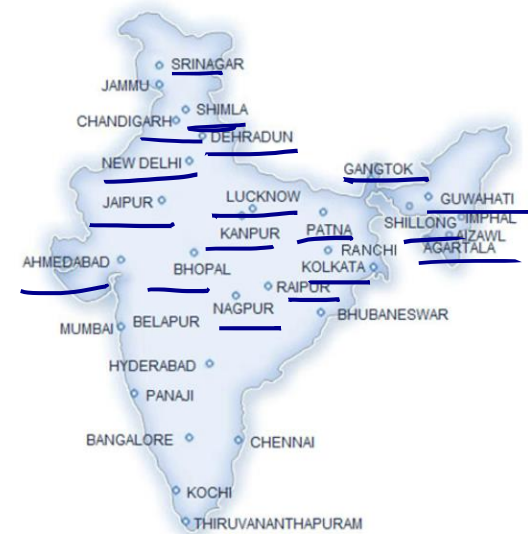 SRINAGAR
JAMMU
SHIMLA
CHANDIGARH
DEHRADUN
NEW DELHI
GANGTOK
JAIPUR
LUCKNOW
GUWAHATI
KANPUR
PATNA
SHILLONG
IMPHAL
AIZAWL
RANCHI
AGARTALA
AHMEDABAD
BHOPAL
KOLKATA
RAIPUR
NAGPUR
BHUBANESWAR
MUMBAI
BELAPUR
HYDERABAD
PANAJI
BANGALORE
CHENNAI
KOCHI
THIRUVANANTHAPURAM